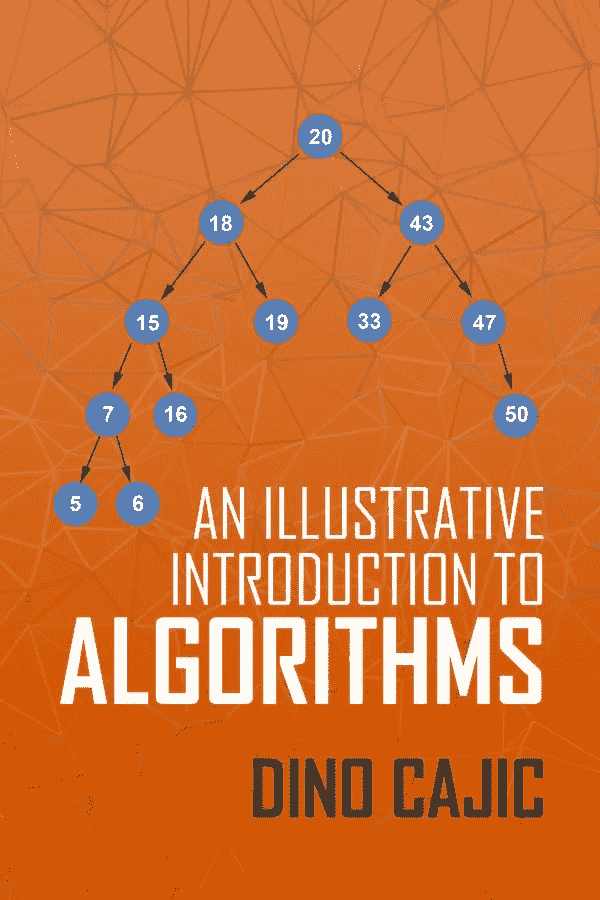 20
18 43
15 19 33 47
7 16 50
5 6
AN ILLUSTRATIVE
INTRODUCTION TO
ALGORITHMS
DINO CAJIC